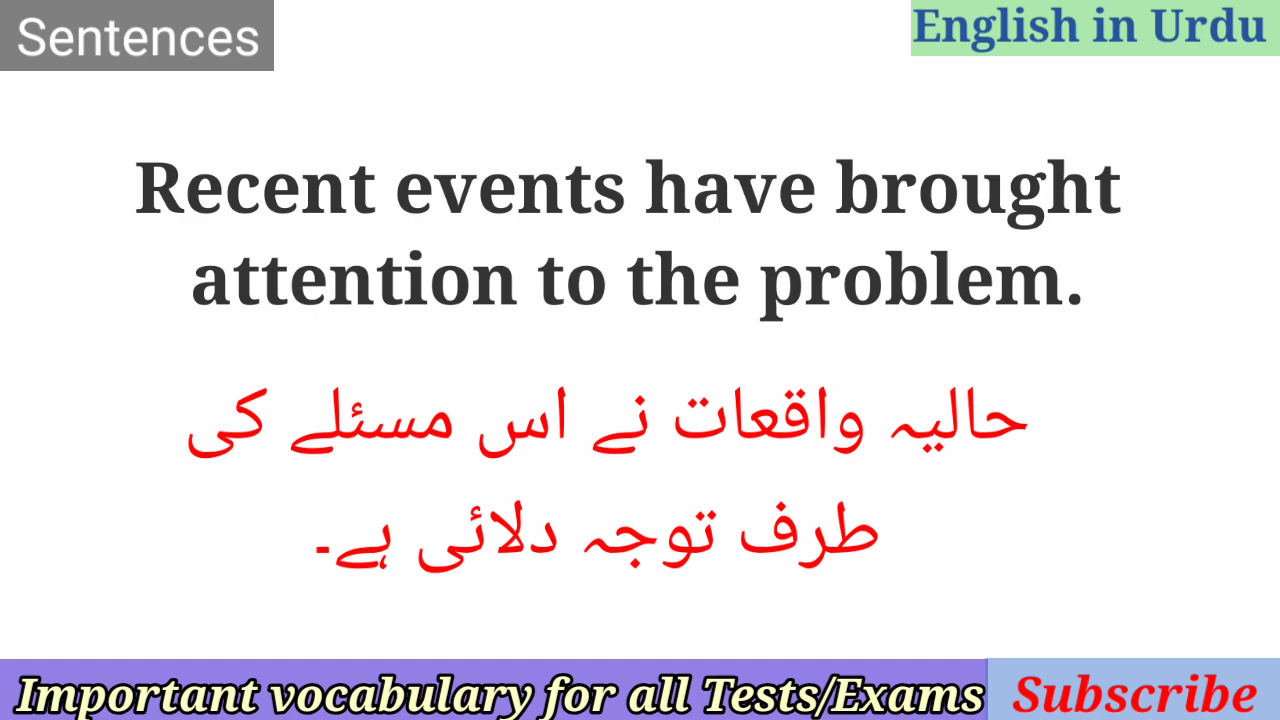 Sentences
English in Urdu
Recent events have brought
attention to the problem.
حالیہ واقعات نے اس مسئلے کی
طرف توجہ دلائی ہے۔
Important vocabulary for all Tests/Exams
Subscribe